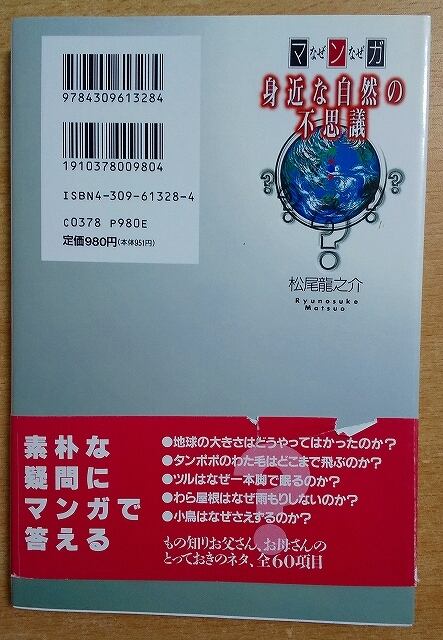 9784309613284
1910378009804
ISBN4-309-61328-4
C0378 P980E
定価980円(本体951円)
マなぜンなぜガ
身近な自然の
不思議
? ?
?
松尾龍之介
Ryunosuke
Matsuo
素朴な
疑問に
マンガで
答える
●地球の大きさはどうやってはかったのか?
●タンポポのわた毛はどこまで飛ぶのか?
●ツルはなぜ一本脚で眠るのか?
●わら屋根はなぜ雨もりしないのか?
●小鳥はなぜさえずるのか?
もの知りお父さん、お母さんの
とっておきのネタ、全60項目